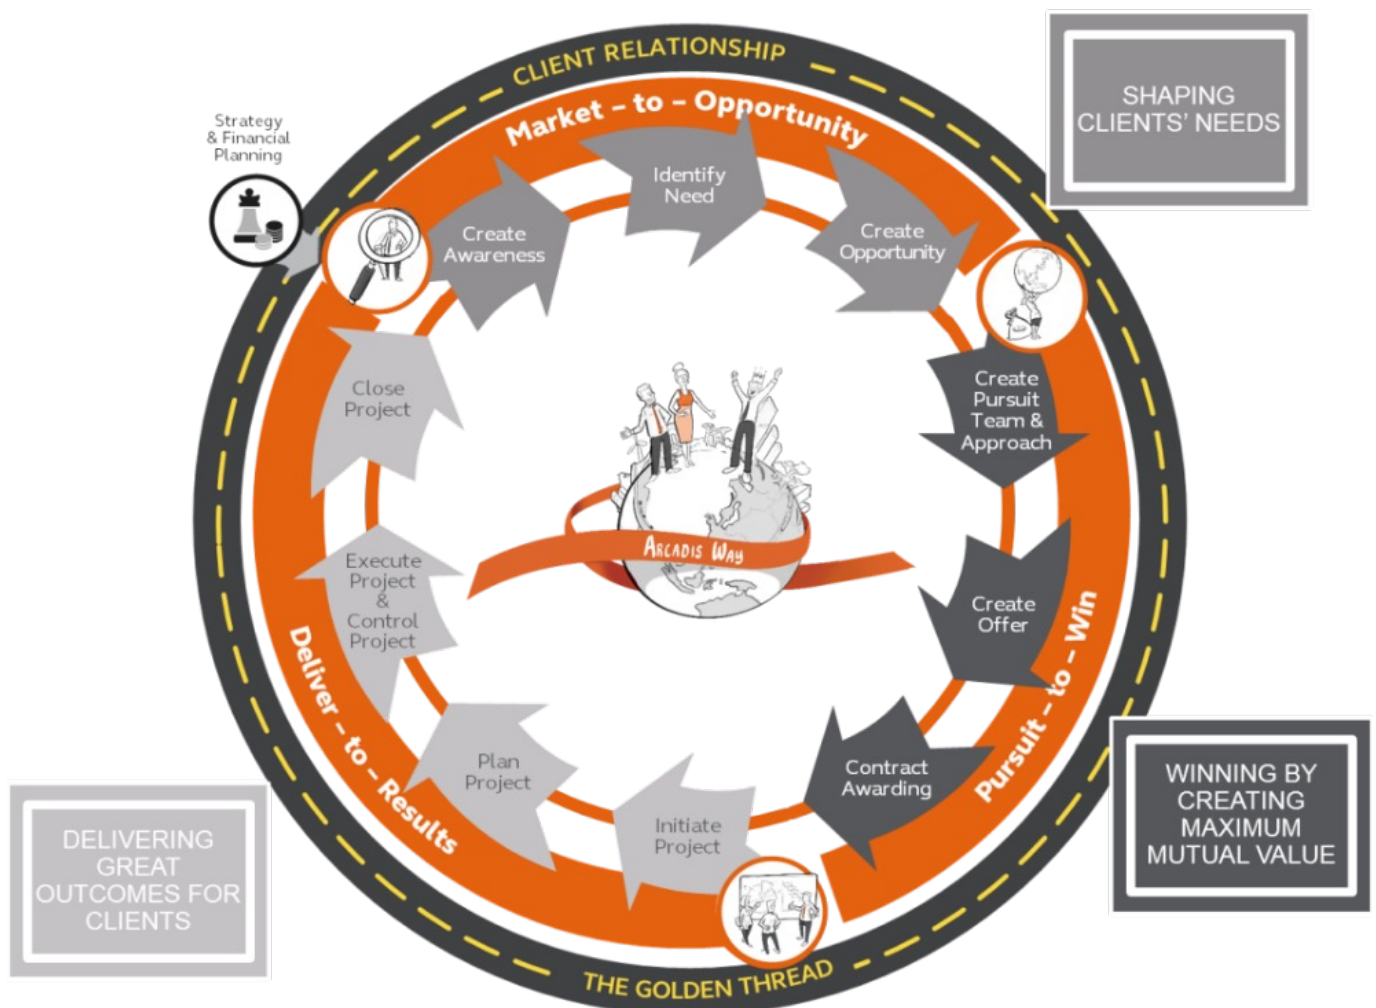 CLIENT RELATIONSHIP
Market – to – Opportunity
Strategy
& Financial
Planning
SHAPING
CLIENTS' NEEDS
Create
Awareness
Identify
Need
Create
Opportunity
Create
Pursuit
Team &
Approach
Create
Offer
Contract
Awarding
Pursuit – to – Win
WINNING BY
CREATING
MAXIMUM
MUTUAL VALUE
Initiate
Project
Plan
Project
Execute
Project
&
Control
Project
Close
Project
Deliver – to – Results
DELIVERING
GREAT
OUTCOMES FOR
CLIENTS
ARCADIS WAY
THE GOLDEN THREAD